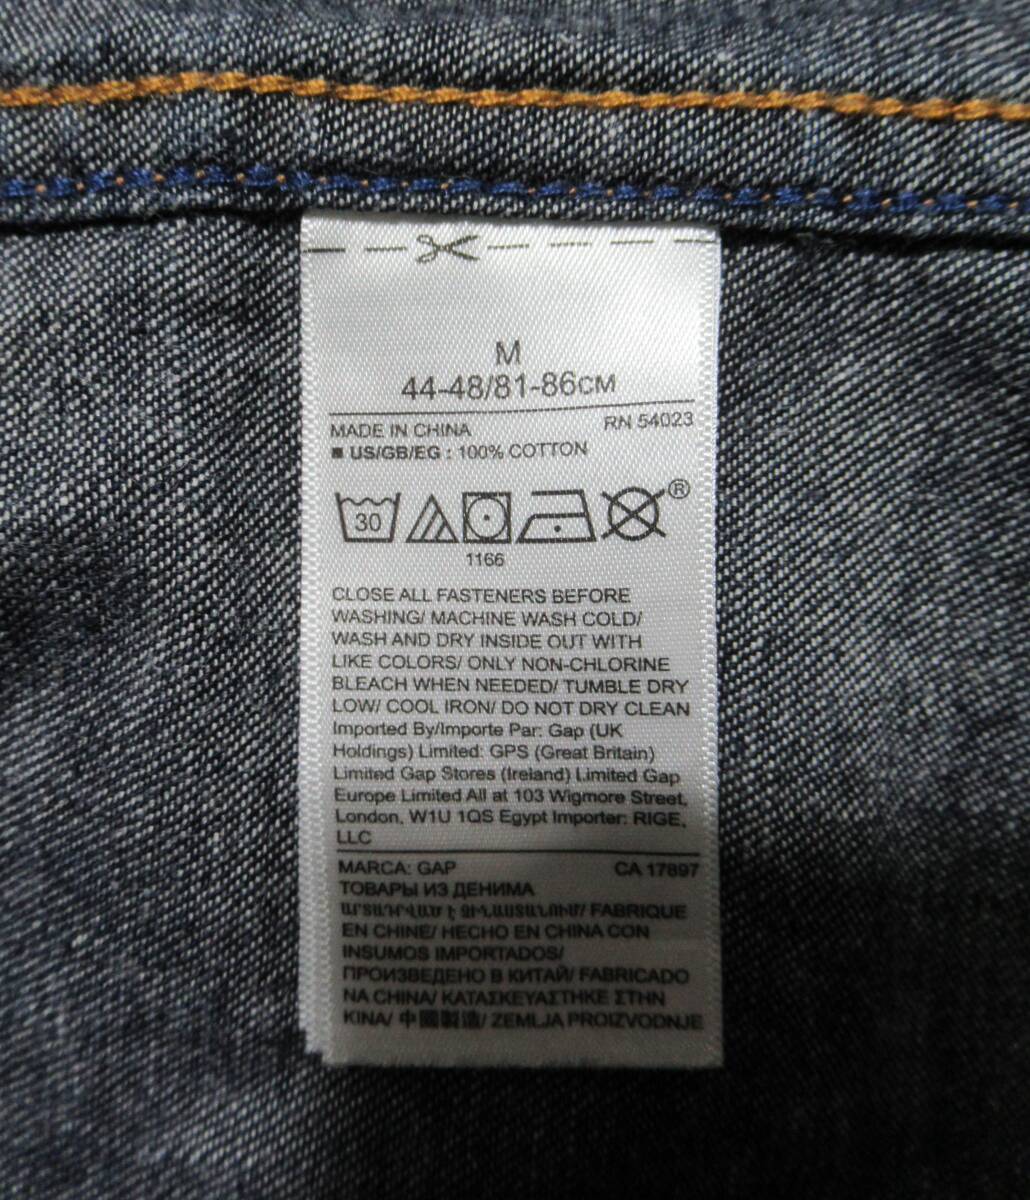 M
44-48/81-86CM
MADE IN CHINA RN 54023
■ US/GB/EG : 100% COTTON
30 ®
1166
CLOSE ALL FASTENERS BEFORE
WASHING/ MACHINE WASH COLD/
WASH AND DRY INSIDE OUT WITH
LIKE COLORS/ ONLY NON-CHLORINE
BLEACH WHEN NEEDED/ TUMBLE DRY
LOW/ COOL IRON/ DO NOT DRY CLEAN
Imported By/Importe Par: Gap (UK
Holdings) Limited: GPS (Great Britain)
Limited Gap Stores (Ireland) Limited Gap
Europe Limited All at 103 Wigmore Street,
London, W1U 1QS Egypt Importer: RIGE,
LLC
MARCA: GAP CA 17897
ТОВАРЫ ИЗ ДЕНИМА
ԱՐՏԱԴՐՎԱԾ Է ՉԻՆԱՍՏԱՆՈՒՄ/ FABRIQUE
EN CHINE/ HECHO EN CHINA CON
INSUMOS IMPORTADOS/
ПРОИЗВЕДЕНО В КИТАЙ/ FABRICADO
NA CHINA/ ΚΑΤΑΣΚΕΥΑΣΤΗΚΕ ΣΤΗΝ
ΚΙΝΑ/ 中國製造/ ZEMLJA PROIZVODNJE